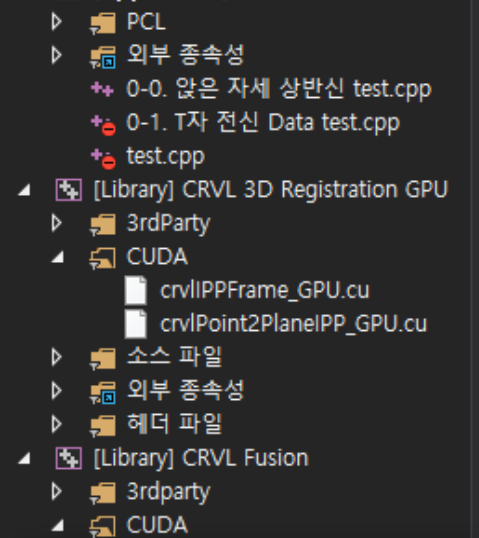 PCL
외부 종속성
0-0. 앉은 자세 상반신 test.cpp
0-1. T자 전신 Data test.cpp
test.cpp
[Library] CRVL 3D Registration GPU
3rdParty
CUDA
crvlIPPFrame_GPU.cu
crvlPoint2PlaneIPP_GPU.cu
소스 파일
외부 종속성
헤더 파일
[Library] CRVL Fusion
3rdparty
CUDA